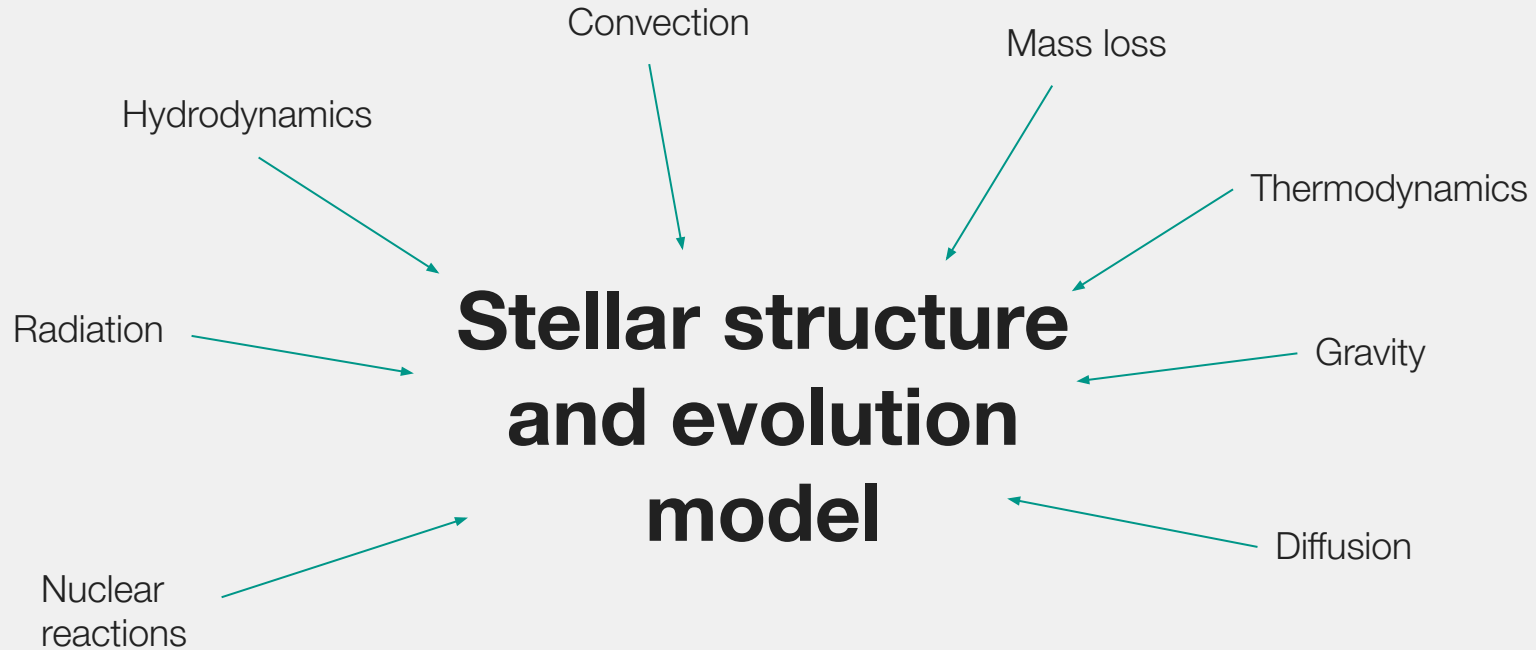 Convection
Mass loss
Hydrodynamics
Thermodynamics
Radiation
Stellar structure
and evolution
model
Gravity
Diffusion
Nuclear
reactions